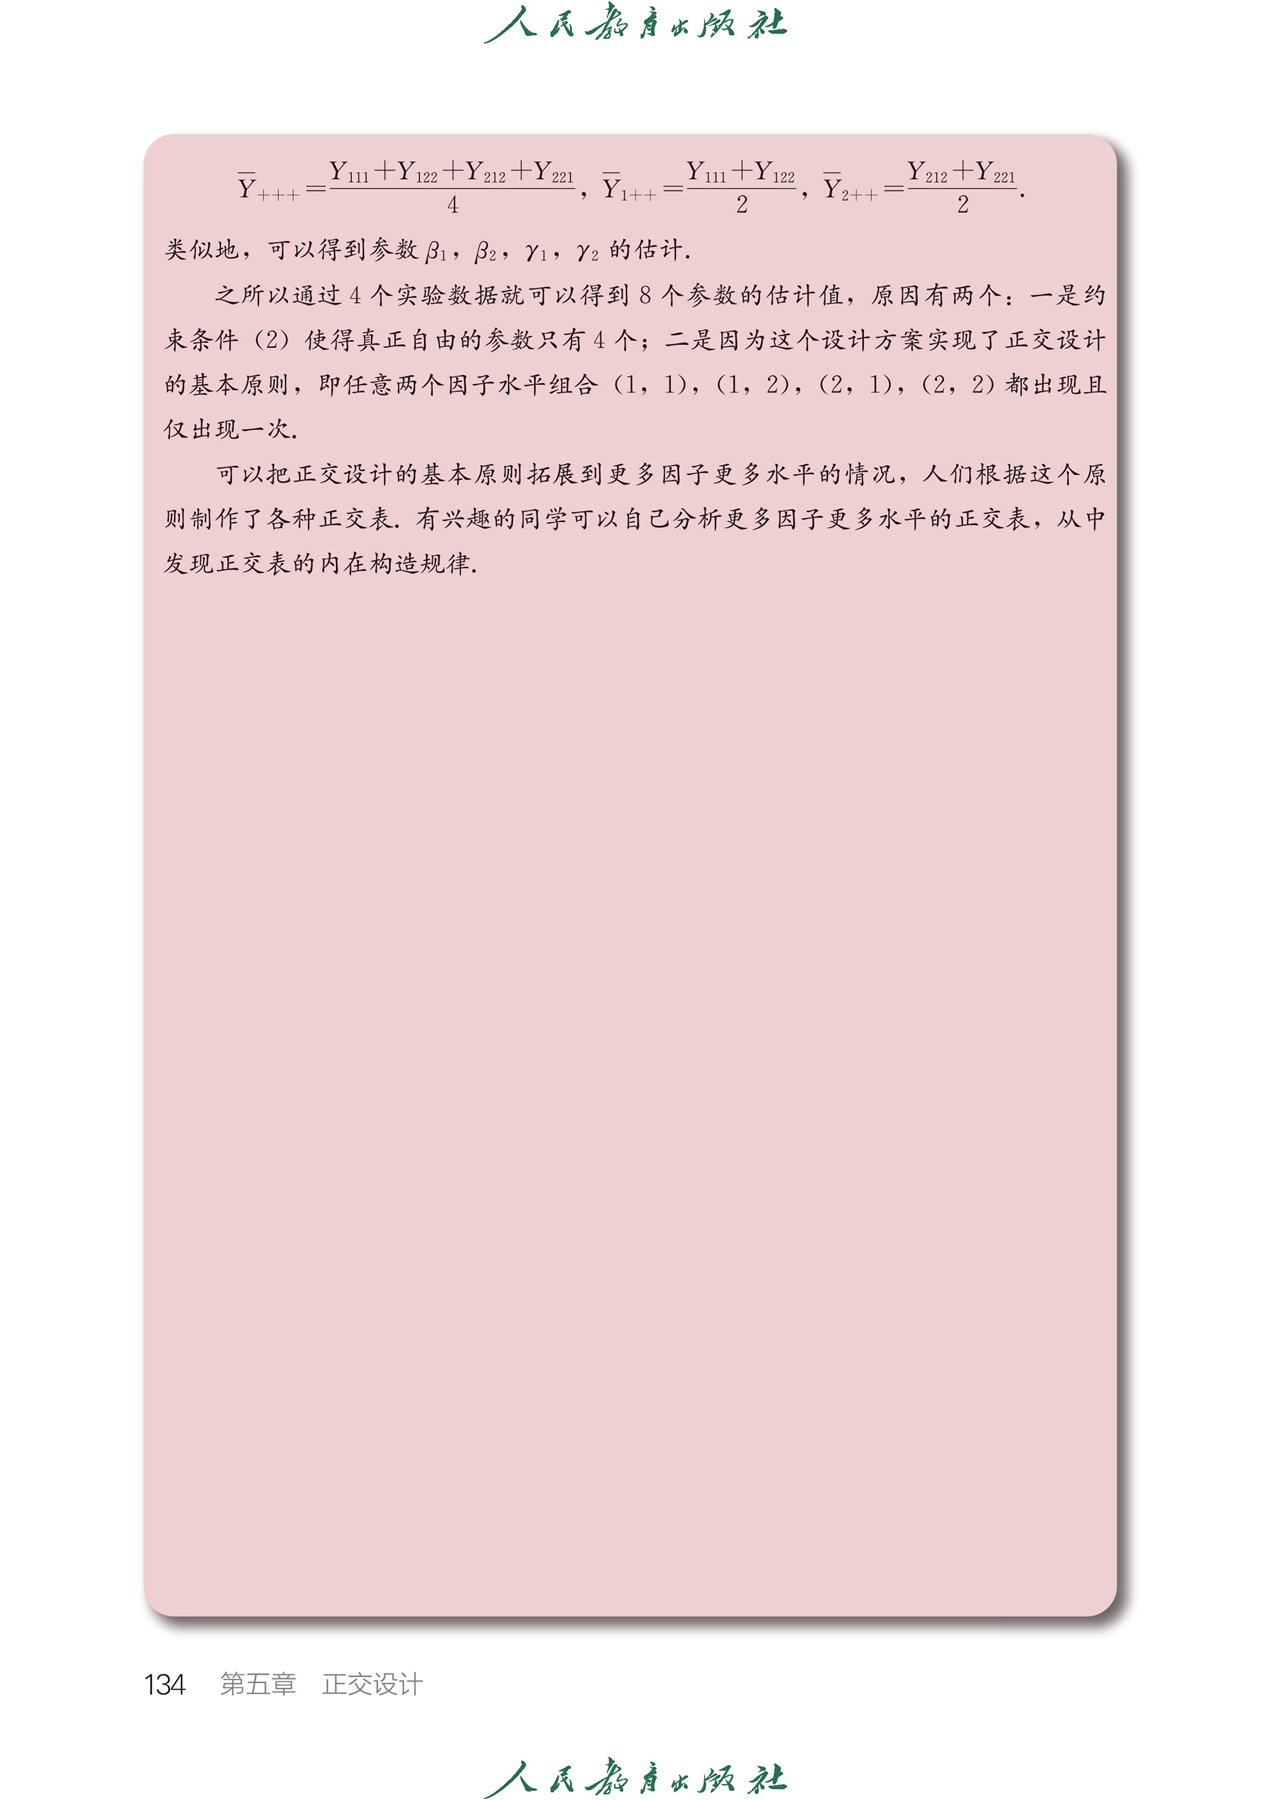 人民教育出版社
$\overline{Y}_{+++}=\dfrac{Y_{111}+Y_{122}+Y_{212}+Y_{221}}{4}$，$\overline{Y}_{1++}=\dfrac{Y_{111}+Y_{122}}{2}$，$\overline{Y}_{2++}=\dfrac{Y_{212}+Y_{221}}{2}$.
类似地，可以得到参数 β₁，β₂，γ₁，γ₂ 的估计.
之所以通过 4 个实验数据就可以得到 8 个参数的估计值，原因有两个：一是约
束条件（2）使得真正自由的参数只有 4 个；二是因为这个设计方案实现了正交设计
的基本原则，即任意两个因子水平组合（1，1），（1，2），（2，1），（2，2）都出现且
仅出现一次.
可以把正交设计的基本原则拓展到更多因子更多水平的情况，人们根据这个原
则制作了各种正交表. 有兴趣的同学可以自己分析更多因子更多水平的正交表，从中
发现正交表的内在构造规律.
134 第五章 正交设计
人民教育出版社